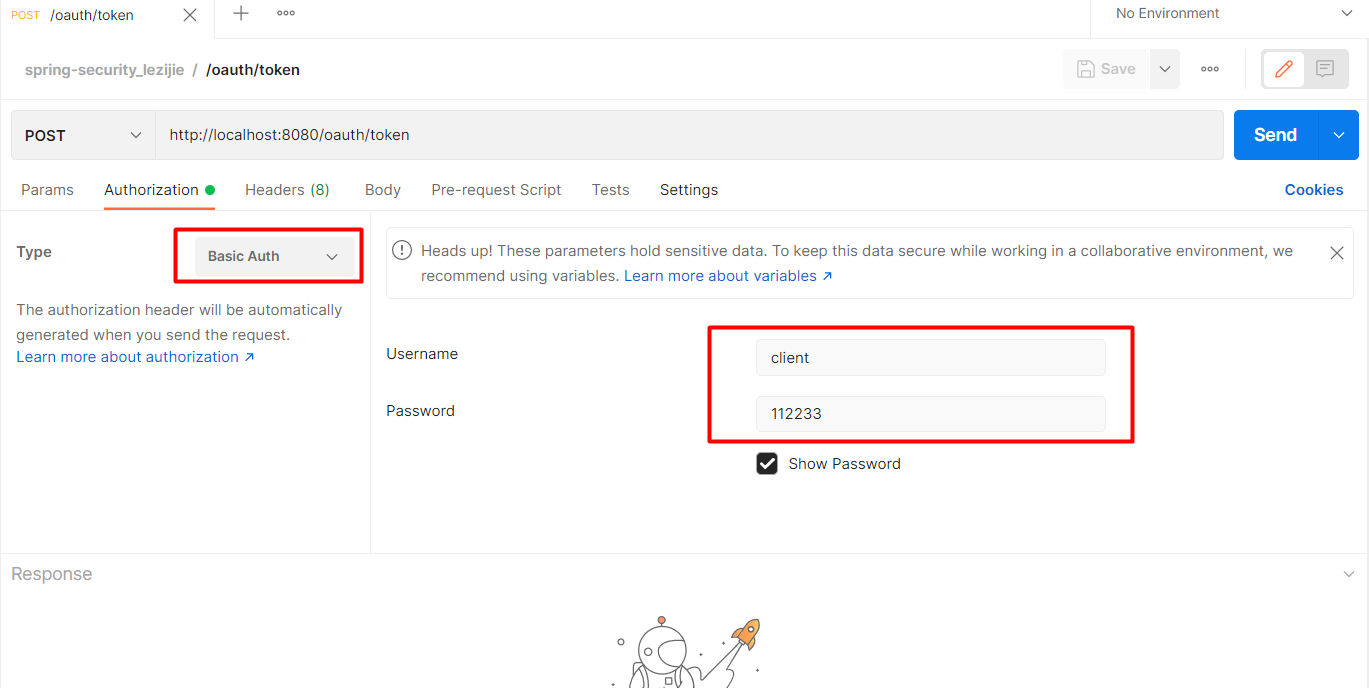 POST /oauth/token
No Environment
spring-security_lezijie / /oauth/token
Save
POST http://localhost:8080/oauth/token Send
Params Authorization Headers (8) Body Pre-request Script Tests Settings Cookies
Type Basic Auth
The authorization header will be automatically
generated when you send the request.
Learn more about authorization ↗
Heads up! These parameters hold sensitive data. To keep this data secure while working in a collaborative environment, we
recommend using variables. Learn more about variables ↗
Username client
Password 112233
Show Password
Response